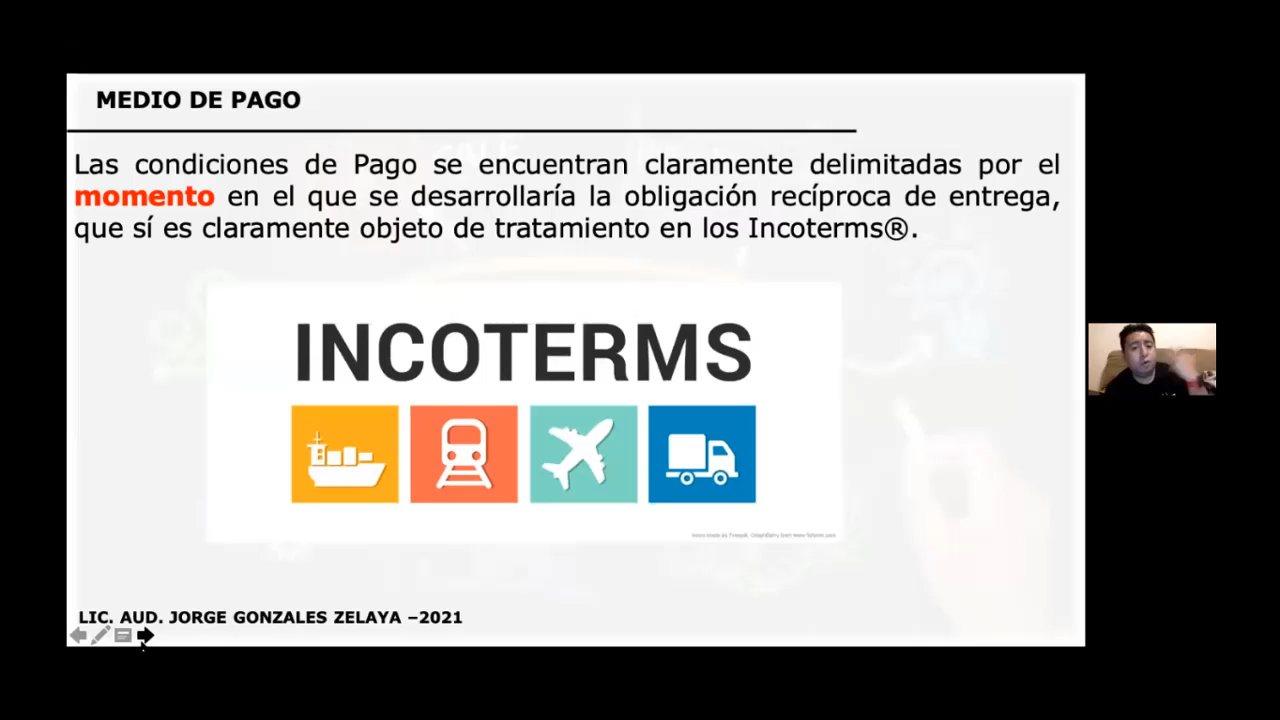 MEDIO DE PAGO
Las condiciones de Pago se encuentran claramente delimitadas por el
momento en el que se desarrollaría la obligación recíproca de entrega,
que sí es claramente objeto de tratamiento en los Incoterms®.
INCOTERMS
LIC. AUD. JORGE GONZALES ZELAYA –2021